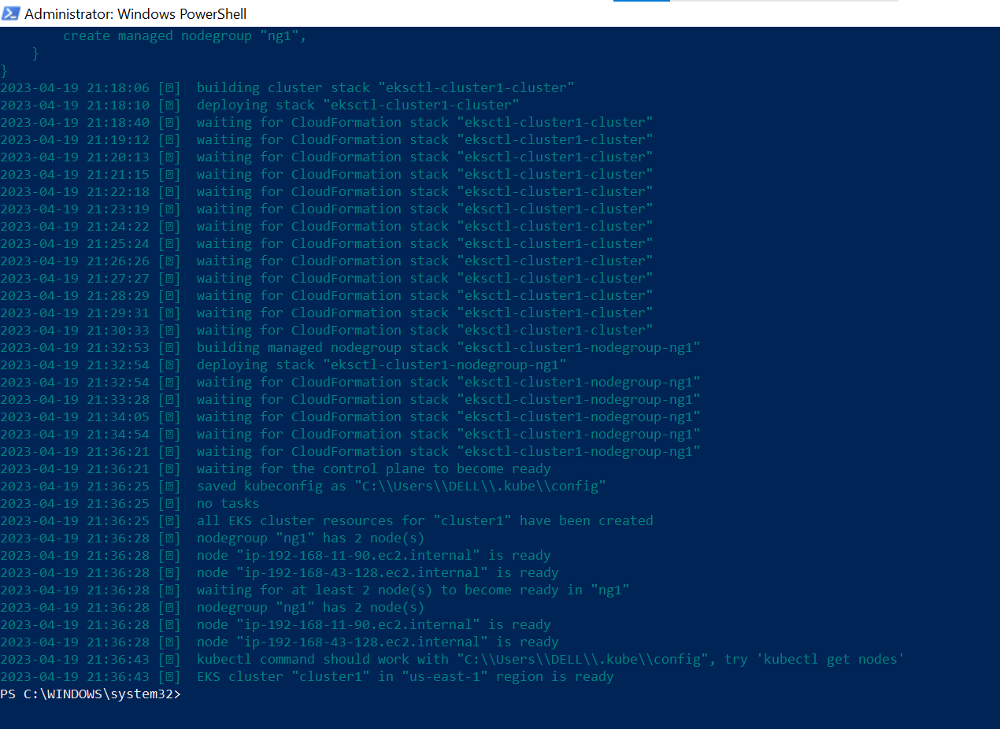 Administrator: Windows PowerShell
create managed nodegroup "ng1",
}
}
2023-04-19 21:18:06 [⍰]  building cluster stack "eksctl-cluster1-cluster"
2023-04-19 21:18:10 [⍰]  deploying stack "eksctl-cluster1-cluster"
2023-04-19 21:18:40 [⍰]  waiting for CloudFormation stack "eksctl-cluster1-cluster"
2023-04-19 21:19:12 [⍰]  waiting for CloudFormation stack "eksctl-cluster1-cluster"
2023-04-19 21:20:13 [⍰]  waiting for CloudFormation stack "eksctl-cluster1-cluster"
2023-04-19 21:21:15 [⍰]  waiting for CloudFormation stack "eksctl-cluster1-cluster"
2023-04-19 21:22:18 [⍰]  waiting for CloudFormation stack "eksctl-cluster1-cluster"
2023-04-19 21:23:19 [⍰]  waiting for CloudFormation stack "eksctl-cluster1-cluster"
2023-04-19 21:24:22 [⍰]  waiting for CloudFormation stack "eksctl-cluster1-cluster"
2023-04-19 21:25:24 [⍰]  waiting for CloudFormation stack "eksctl-cluster1-cluster"
2023-04-19 21:26:26 [⍰]  waiting for CloudFormation stack "eksctl-cluster1-cluster"
2023-04-19 21:27:27 [⍰]  waiting for CloudFormation stack "eksctl-cluster1-cluster"
2023-04-19 21:28:29 [⍰]  waiting for CloudFormation stack "eksctl-cluster1-cluster"
2023-04-19 21:29:31 [⍰]  waiting for CloudFormation stack "eksctl-cluster1-cluster"
2023-04-19 21:30:33 [⍰]  waiting for CloudFormation stack "eksctl-cluster1-cluster"
2023-04-19 21:32:53 [⍰]  building managed nodegroup stack "eksctl-cluster1-nodegroup-ng1"
2023-04-19 21:32:54 [⍰]  deploying stack "eksctl-cluster1-nodegroup-ng1"
2023-04-19 21:32:54 [⍰]  waiting for CloudFormation stack "eksctl-cluster1-nodegroup-ng1"
2023-04-19 21:33:28 [⍰]  waiting for CloudFormation stack "eksctl-cluster1-nodegroup-ng1"
2023-04-19 21:34:05 [⍰]  waiting for CloudFormation stack "eksctl-cluster1-nodegroup-ng1"
2023-04-19 21:34:54 [⍰]  waiting for CloudFormation stack "eksctl-cluster1-nodegroup-ng1"
2023-04-19 21:36:21 [⍰]  waiting for CloudFormation stack "eksctl-cluster1-nodegroup-ng1"
2023-04-19 21:36:21 [⍰]  waiting for the control plane to become ready
2023-04-19 21:36:25 [⍰]  saved kubeconfig as "C:\\Users\\DELL\\.kube\\config"
2023-04-19 21:36:25 [⍰]  no tasks
2023-04-19 21:36:25 [⍰]  all EKS cluster resources for "cluster1" have been created
2023-04-19 21:36:28 [⍰]  nodegroup "ng1" has 2 node(s)
2023-04-19 21:36:28 [⍰]  node "ip-192-168-11-90.ec2.internal" is ready
2023-04-19 21:36:28 [⍰]  node "ip-192-168-43-128.ec2.internal" is ready
2023-04-19 21:36:28 [⍰]  waiting for at least 2 node(s) to become ready in "ng1"
2023-04-19 21:36:28 [⍰]  nodegroup "ng1" has 2 node(s)
2023-04-19 21:36:28 [⍰]  node "ip-192-168-11-90.ec2.internal" is ready
2023-04-19 21:36:28 [⍰]  node "ip-192-168-43-128.ec2.internal" is ready
2023-04-19 21:36:43 [⍰]  kubectl command should work with "C:\\Users\\DELL\\.kube\\config", try 'kubectl get nodes'
2023-04-19 21:36:43 [⍰]  EKS cluster "cluster1" in "us-east-1" region is ready
PS C:\WINDOWS\system32>